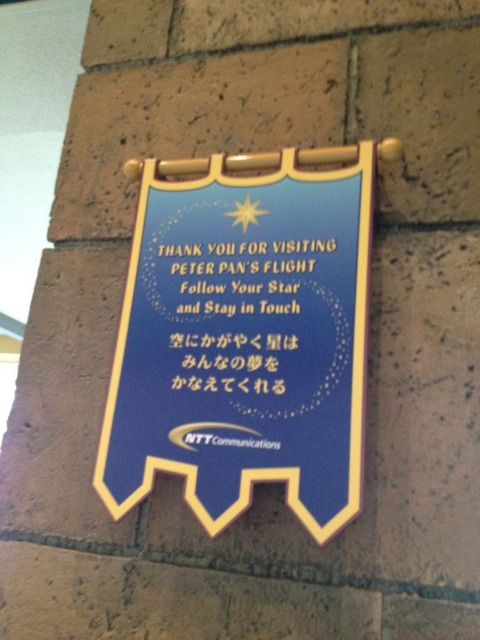 THANK YOU FOR VISITING
PETER PAN'S FLIGHT
Follow Your Star
and Stay in Touch
空にかがやく星は
みんなの夢を
かなえてくれる
NTT Communications